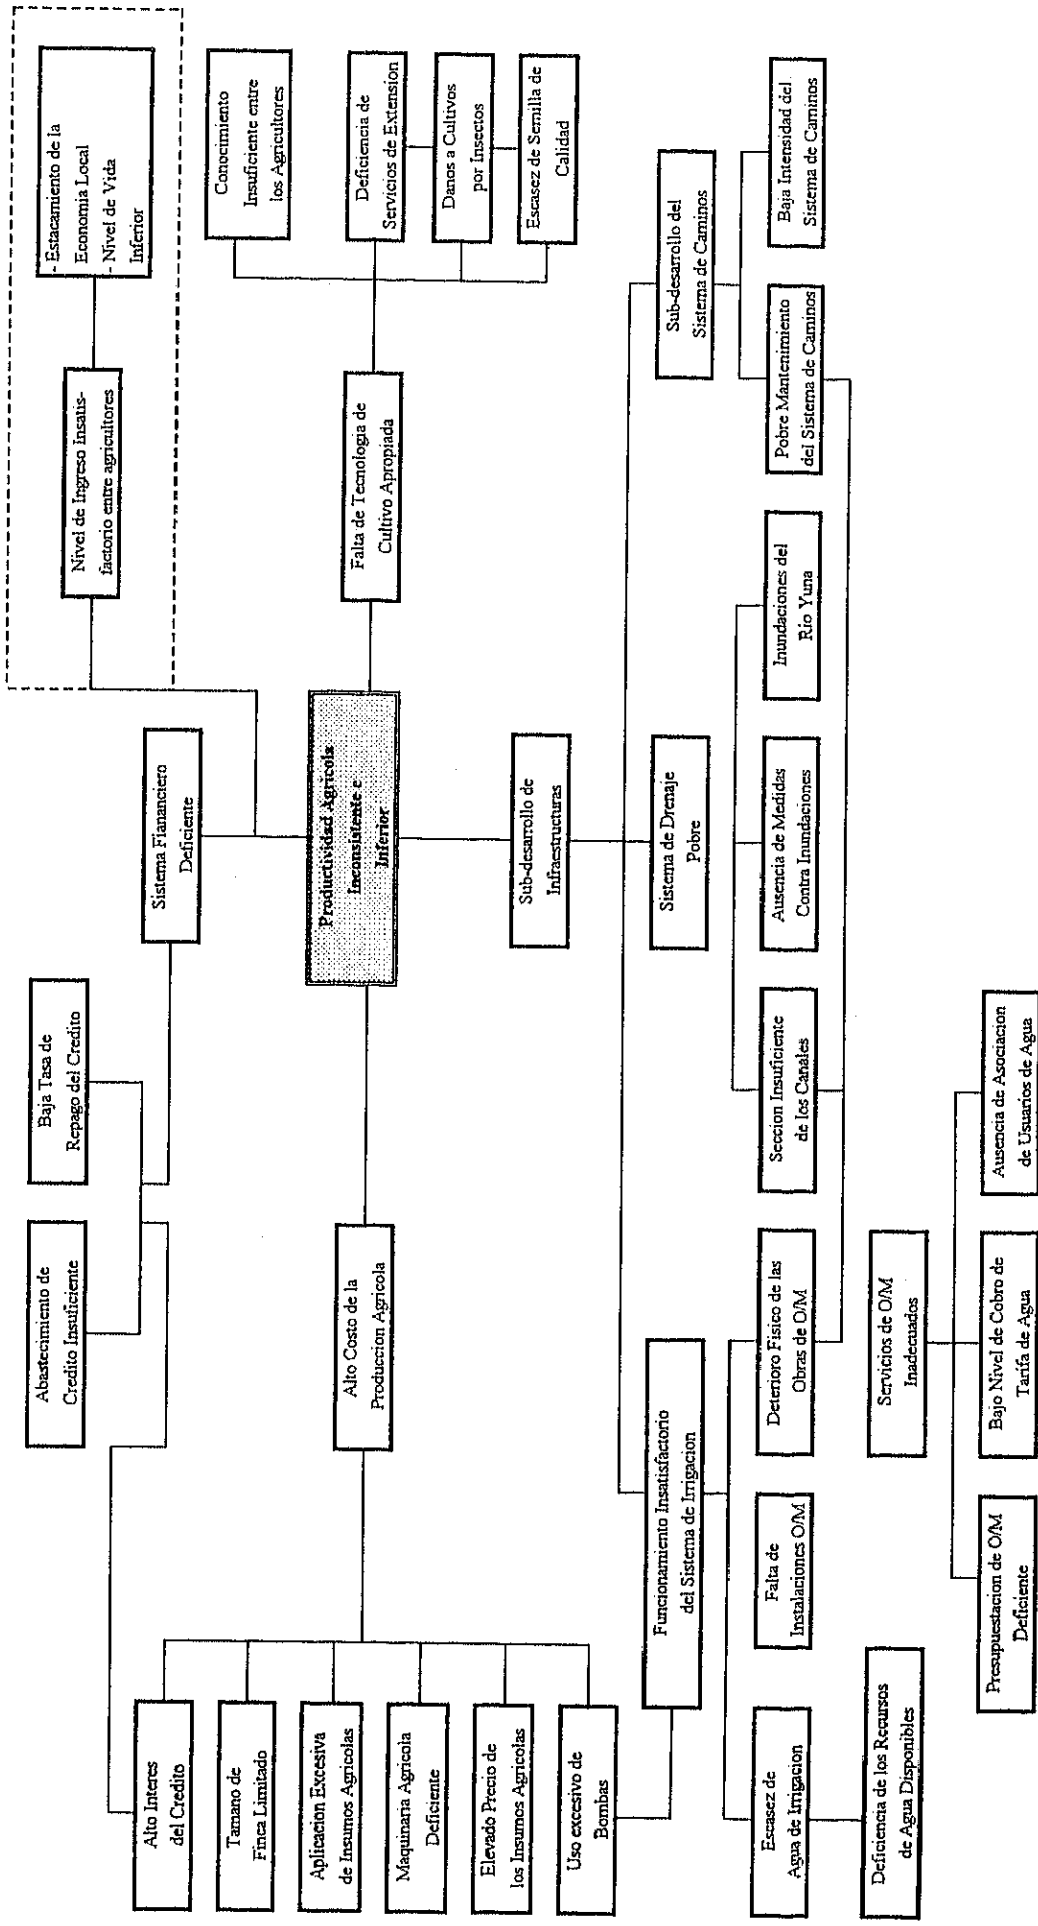 - Estacamiento de la
Economia Local
- Nivel de Vida
Inferior
Nivel de Ingreso Insatis-
factorio entre agricultores
Baja Tasa de
Repago del Credito
Abastecimiento de
Credito Insuficiente
Sistema Fiananciero
Deficiente
Alto Interes
del Credito
Tamano de
Finca Limitado
Aplicacion Excesiva
de Insumos Agricolas
Maquinaria Agricola
Deficiente
Elevado Precio de
los Insumos Agricolas
Uso excesivo de
Bombas
Alto Costo de la
Produccion Agricola
Productividad Agricola
Inconsistente e
Inferior
Falta de Tecnologia de
Cultivo Apropiada
Conocimiento
Insuficiente entre
los Agricultores
Deficiencia de
Servicios de Extension
Danos a Cultivos
por Insectos
Escasez de Semilla de
Calidad
Sub-desarrollo de
Infraestructuras
Funcionamiento Insatisfactorio
del Sistema de Irrigacion
Sistema de Drenaje
Pobre
Sub-desarrollo del
Sistema de Caminos
Escasez de
Agua de Irrigacion
Falta de
Instalaciones O/M
Deterioro Fisico de las
Obras de O/M
Seccion Insuficiente
de los Canales
Ausencia de Medidas
Contra Inundaciones
Inundaciones del
Rio Yuna
Pobre Mantenimiento
del Sistema de Caminos
Baja Intensidad del
Sistema de Caminos
Deficiencia de los Recursos
de Agua Disponibles
Servicios de O/M
Inadecuados
Presupuestacion de O/M
Deficiente
Bajo Nivel de Cobro de
Tarifa de Agua
Ausencia de Asociacion
de Usuarios de Agua